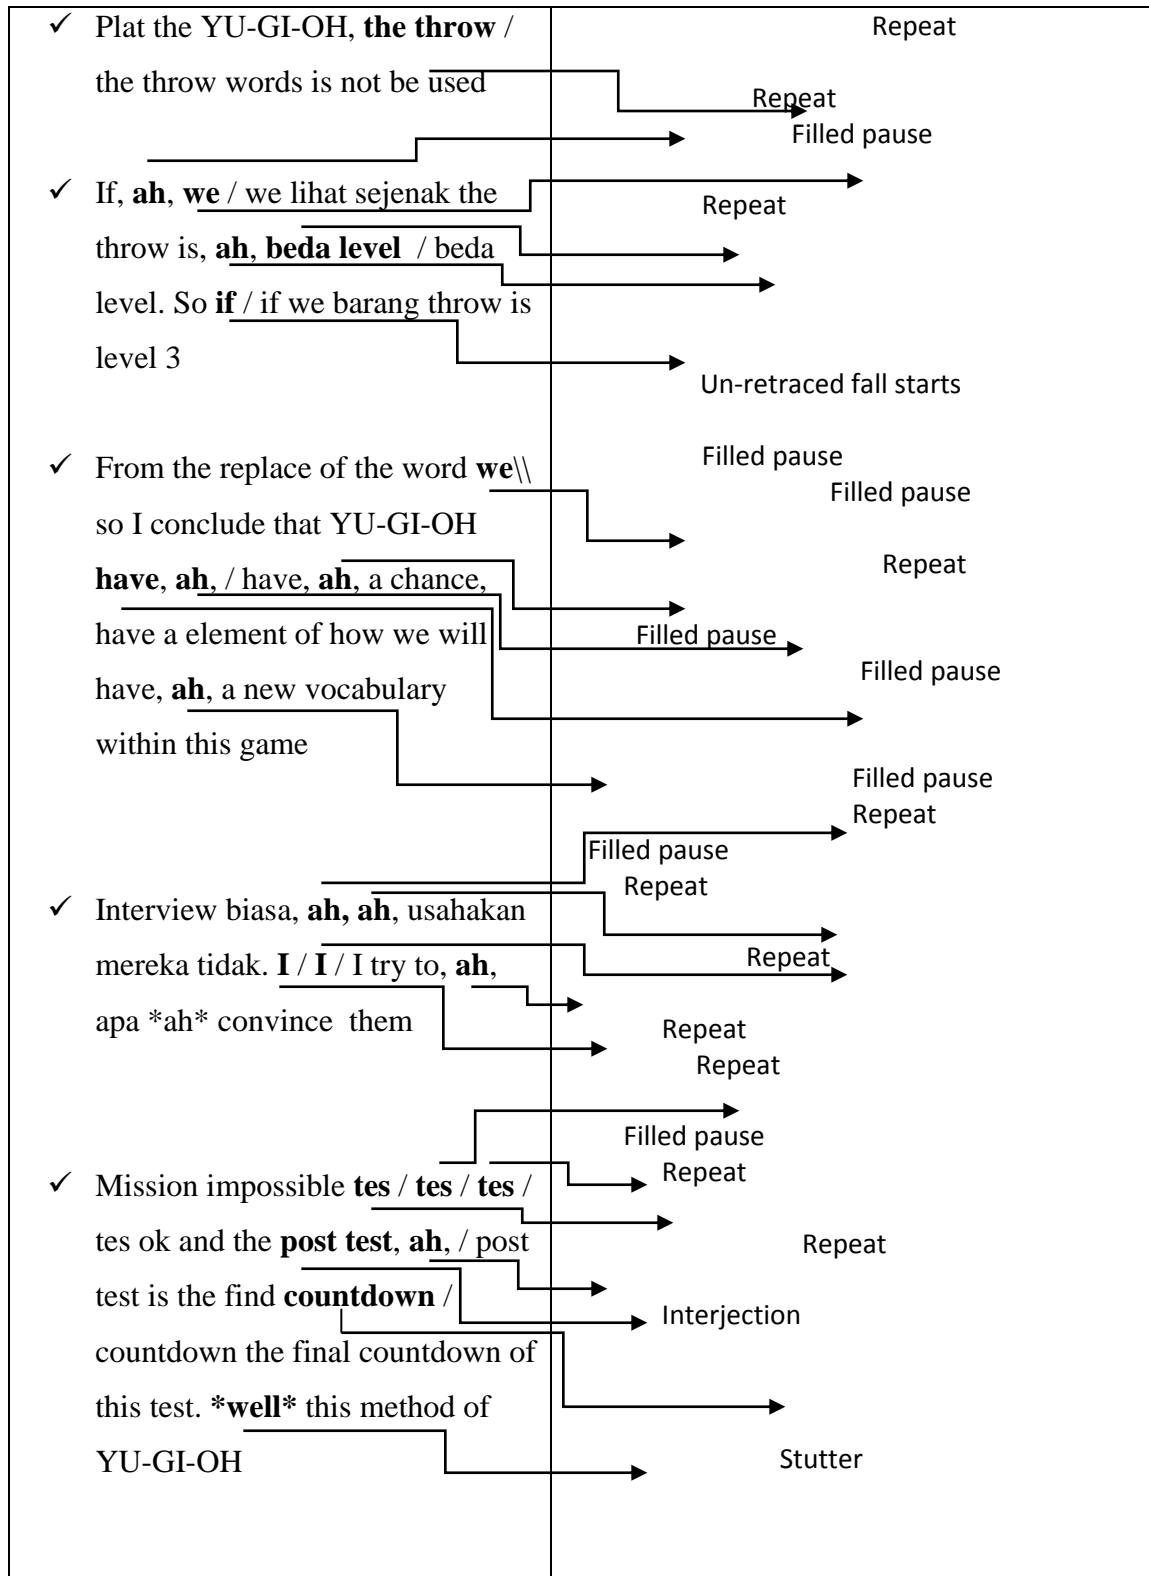 ✓ Plat the YU-GI-OH, the throw /
the throw words is not be used
✓ If, ah, we / we lihat sejenak the
throw is, ah, beda level / beda
level. So if / if we barang throw is
level 3
✓ From the replace of the word we\\
so I conclude that YU-GI-OH
have, ah, / have, ah, a chance,
have a element of how we will
have, ah, a new vocabulary
within this game
✓ Interview biasa, ah, ah, usahakan
mereka tidak. I / I / I try to, ah,
apa *ah* convince them
✓ Mission impossible tes / tes / tes /
tes ok and the post test, ah, / post
test is the find countdown /
countdown the final countdown of
this test. *well* this method of
YU-GI-OH
Repeat
Repeat
Filled pause
Repeat
Un-retraced fall starts
Filled pause
Filled pause
Repeat
Filled pause
Filled pause
Filled pause
Repeat
Filled pause
Repeat
Repeat
Repeat
Repeat
Filled pause
Repeat
Repeat
Interjection
Stutter